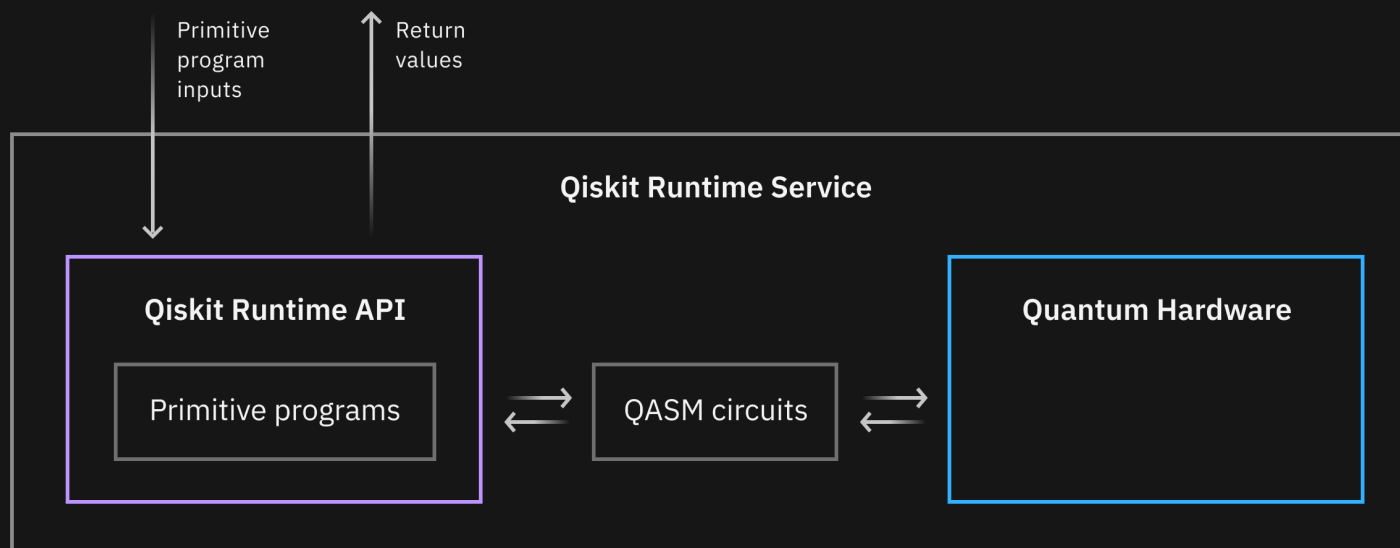 Primitive
program
inputs
Return
values
Qiskit Runtime Service
Qiskit Runtime API
Primitive programs
QASM circuits
Quantum Hardware